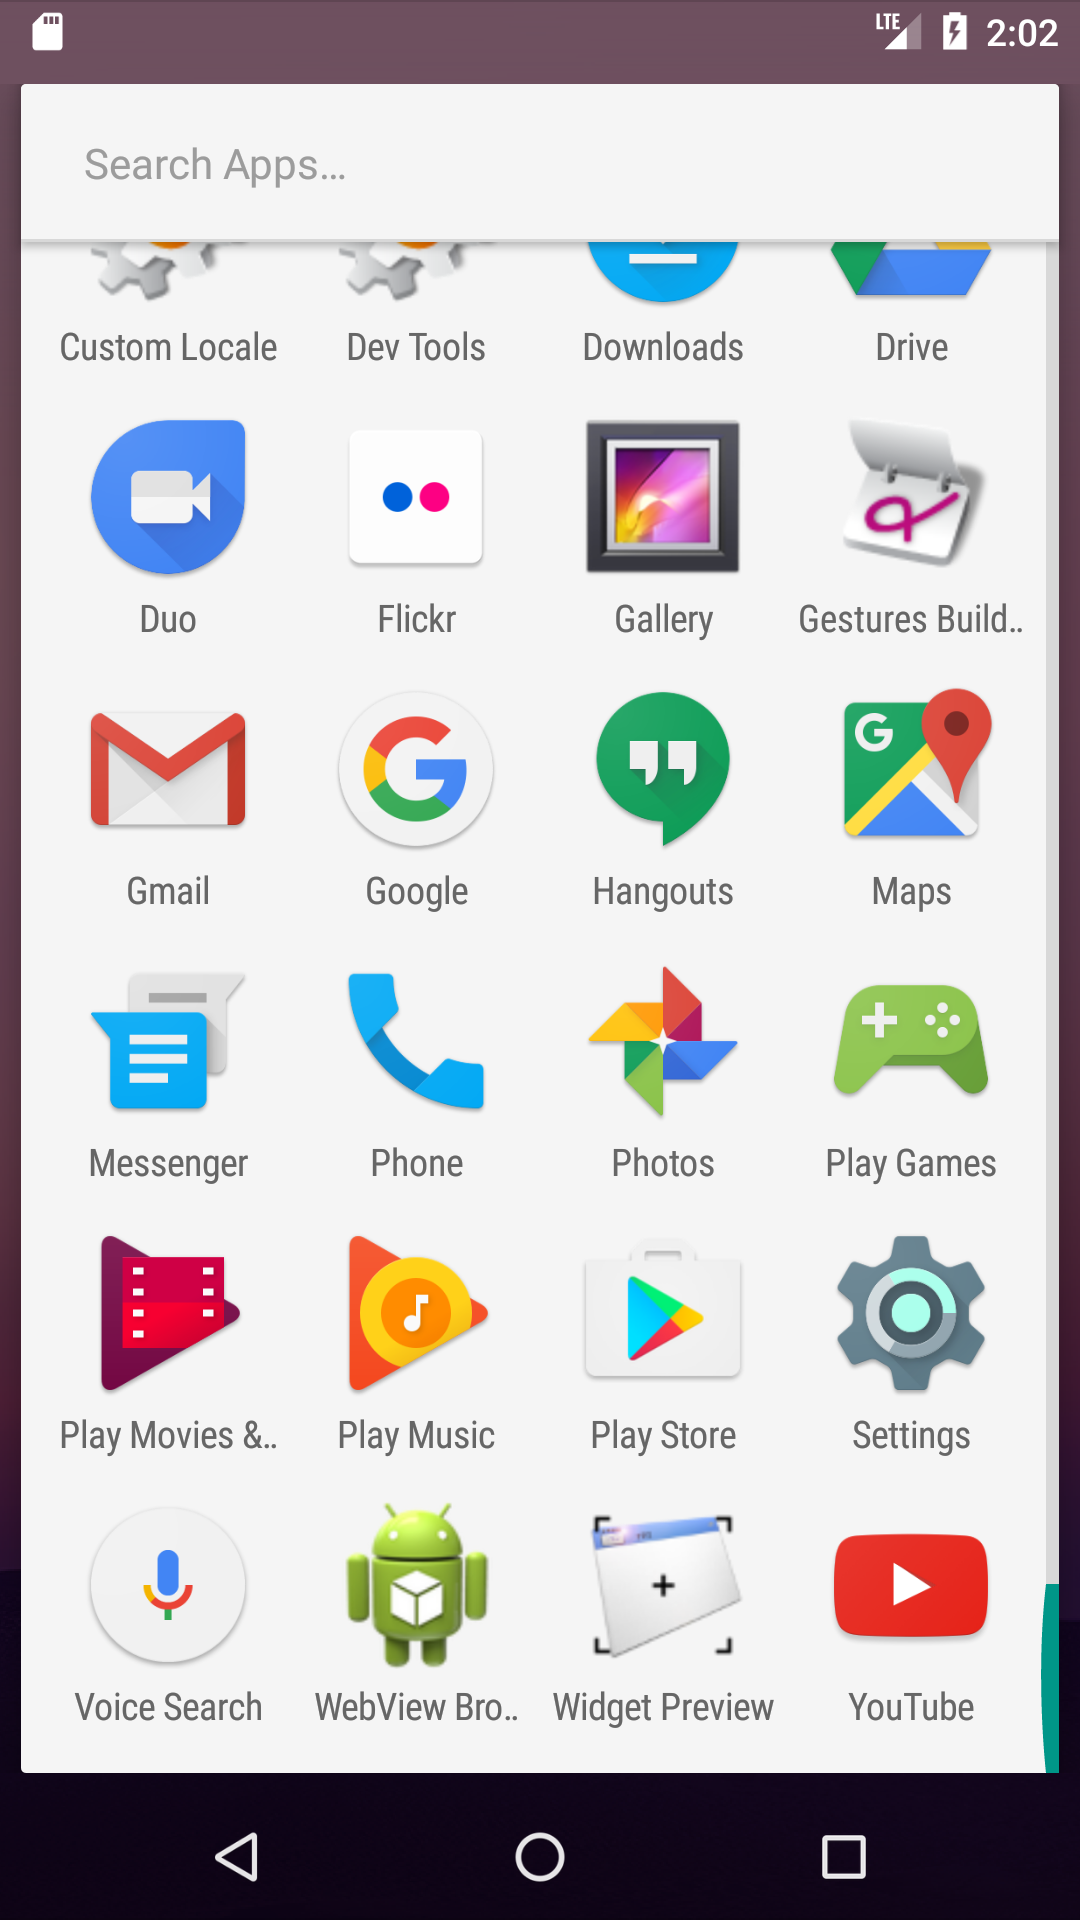 LTE 2:02
Search Apps...
Custom Locale Dev Tools Downloads Drive
Duo Flickr Gallery Gestures Build..
Gmail Google Hangouts Maps
Messenger Phone Photos Play Games
Play Movies &.. Play Music Play Store Settings
Voice Search WebView Bro.. Widget Preview YouTube